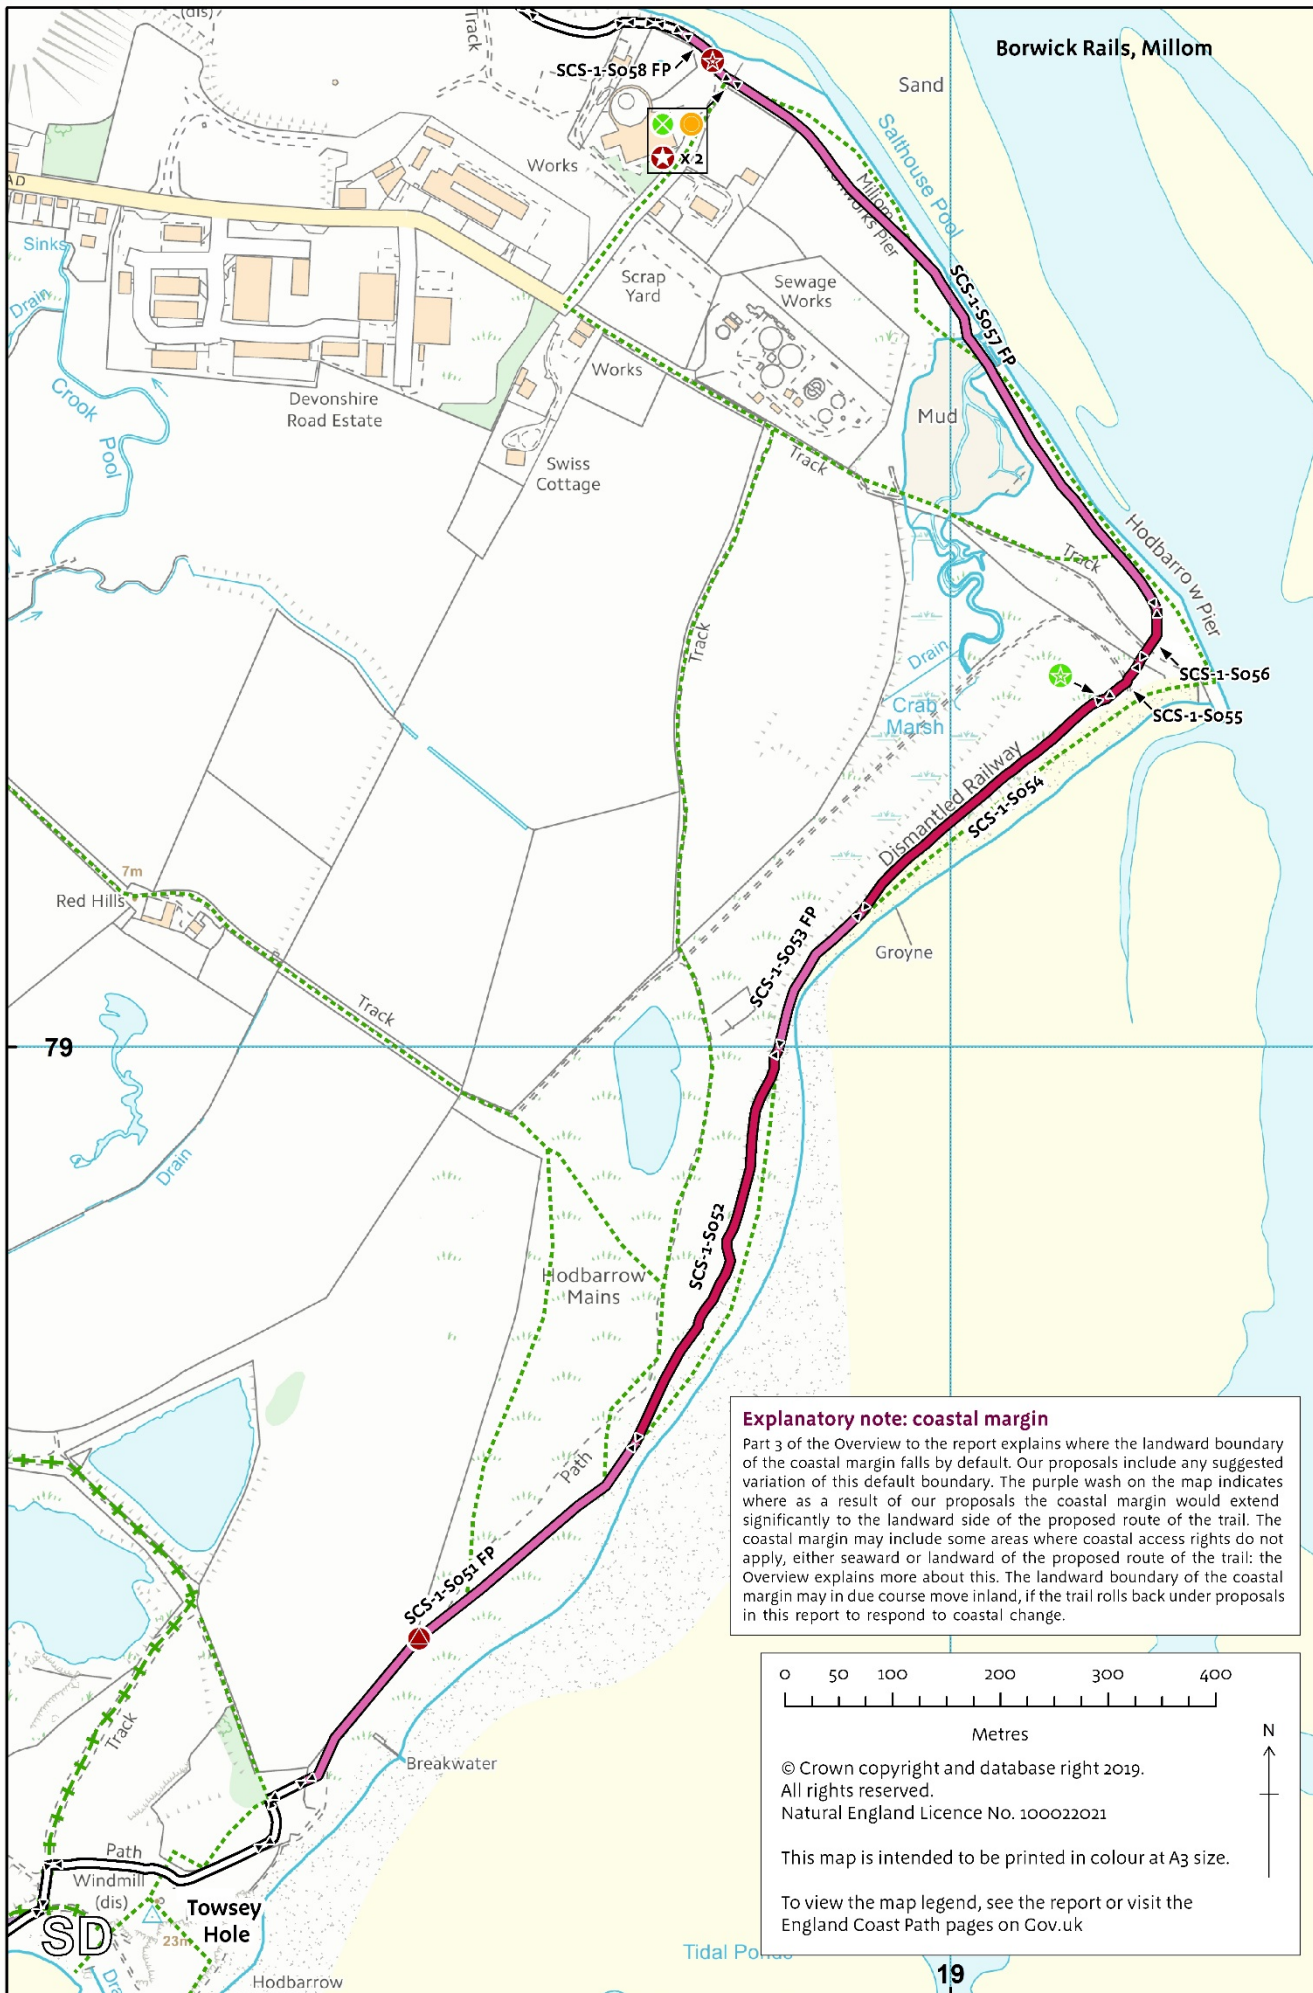 (dis)
Track
Borwick Rails, Millom
SCS-1-S058 FP
Sand
Salthouse Pool
X 2
Works
Millom
Ironworks Pier
AD
Sinks
Drain
Crook
Pool
Scrap
Yard
Sewage
Works
SCS-1-S057 FP
Works
Devonshire
Road Estate
Mud
Swiss
Cottage
Track
Hodbarrow Pier
Track
Track
Drain
SCS-1-S056
Crab
Marsh
SCS-1-S055
Dismantled Railway
SCS-1-S054
7m
Red Hills
SCS-1-S053 FP
Groyne
Track
79
Drain
SCS-1-S052
Hodbarrow
Mains
Path
SCS-1-S051 FP
Explanatory note: coastal margin
Part 3 of the Overview to the report explains where the landward boundary
of the coastal margin falls by default. Our proposals include any suggested
variation of this default boundary. The purple wash on the map indicates
where as a result of our proposals the coastal margin would extend
significantly to the landward side of the proposed route of the trail. The
coastal margin may include some areas where coastal access rights do not
apply, either seaward or landward of the proposed route of the trail: the
Overview explains more about this. The landward boundary of the coastal
margin may in due course move inland, if the trail rolls back under proposals
in this report to respond to coastal change.
0 50 100 200 300 400
Metres
N
© Crown copyright and database right 2019.
All rights reserved.
Natural England Licence No. 100022021
This map is intended to be printed in colour at A3 size.
To view the map legend, see the report or visit the
England Coast Path pages on Gov.uk
Track
Breakwater
Path
Windmill
(dis)
Towsey
Hole
SD
23m
Hodbarrow
Tidal Ponds
19